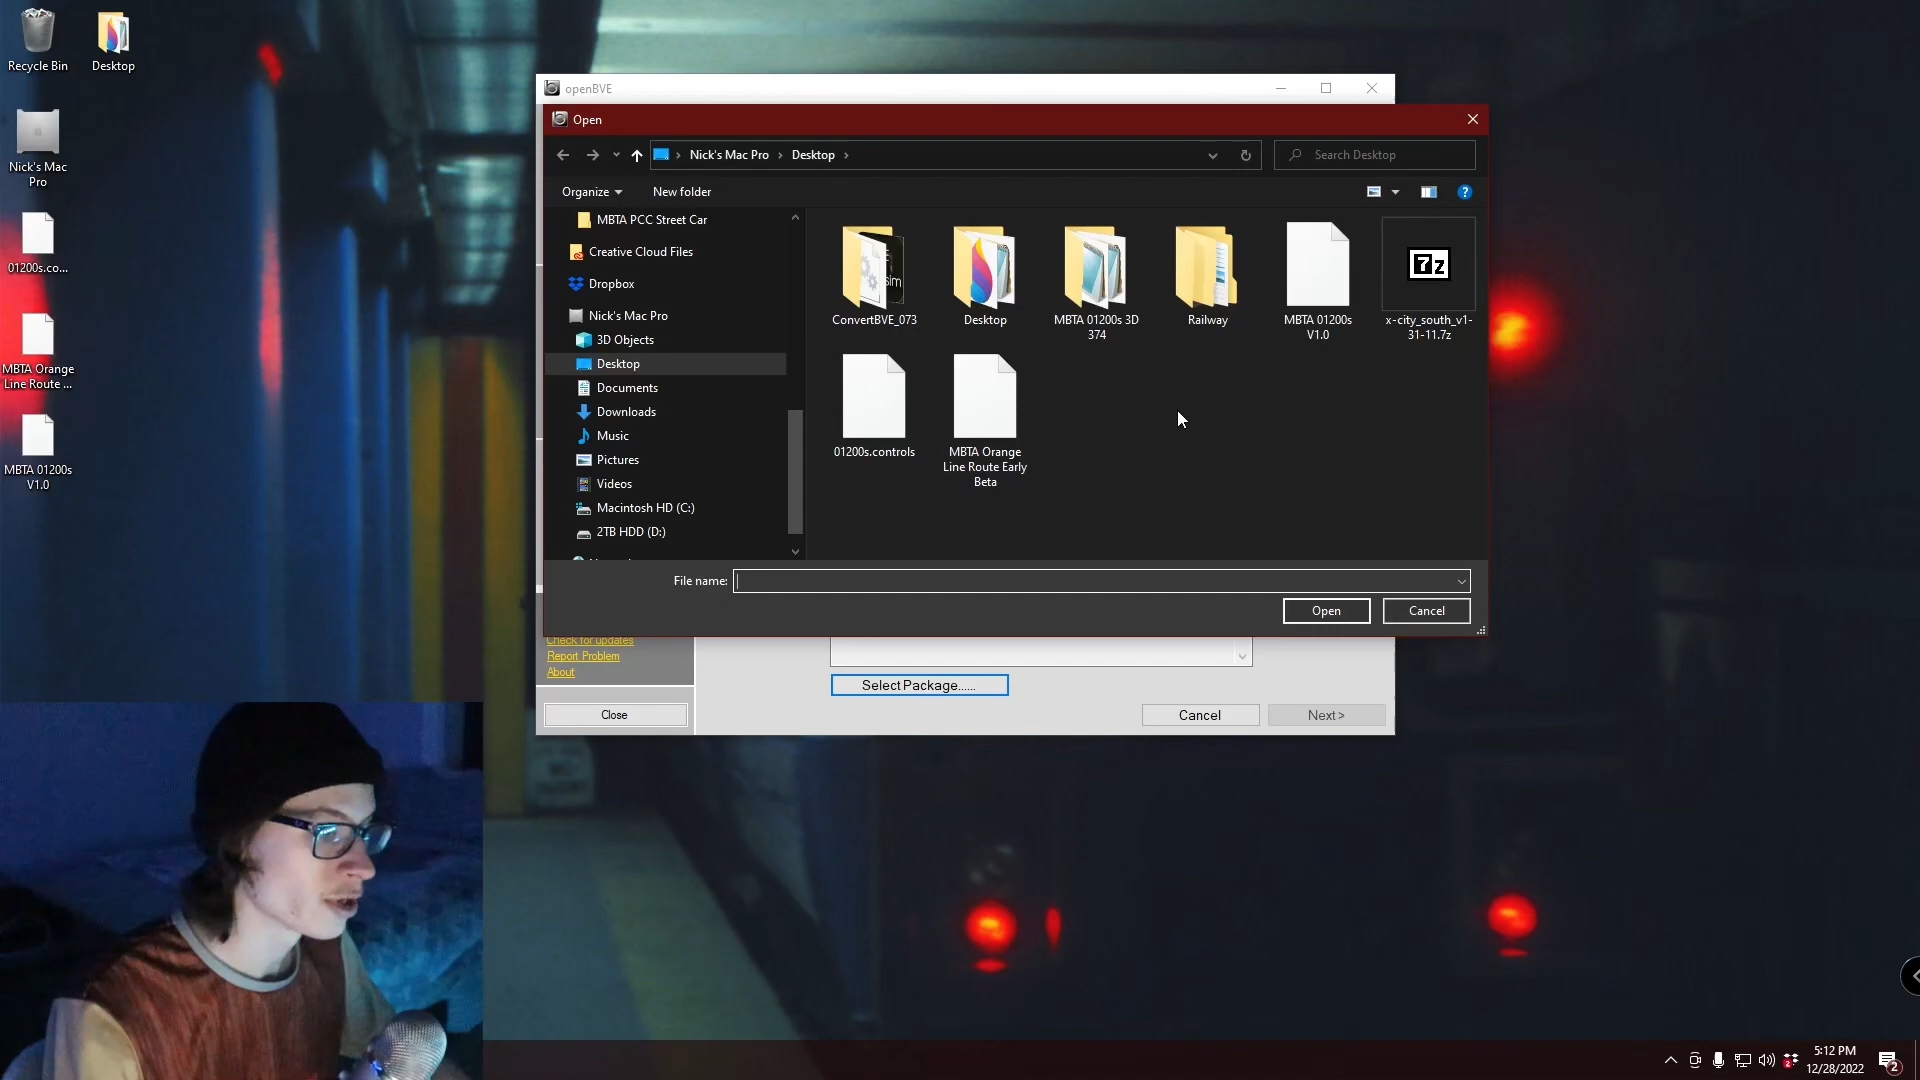 Recycle Bin
Desktop
Nick's Mac
Pro
01200s.co...
MBTA Orange
Line Route ...
MBTA 01200s
V1.0
openBVE
Open
Nick's Mac Pro
Desktop
Search Desktop
Organize
New folder
MBTA PCC Street Car
Creative Cloud Files
Dropbox
Nick's Mac Pro
3D Objects
Desktop
Documents
Downloads
Music
Pictures
Videos
Macintosh HD (C:)
2TB HDD (D:)
ConvertBVE_073
Desktop
MBTA 01200s 3D
374
Railway
MBTA 01200s
V1.0
7z
x-city_south_v1-
31-11.7z
sim
01200s.controls
MBTA Orange
Line Route Early
Beta
File name:
Open
Cancel
Check for updates
Report Problem
About
Close
Select Package......
Cancel
Next >
5:12 PM
12/28/2022
2
2